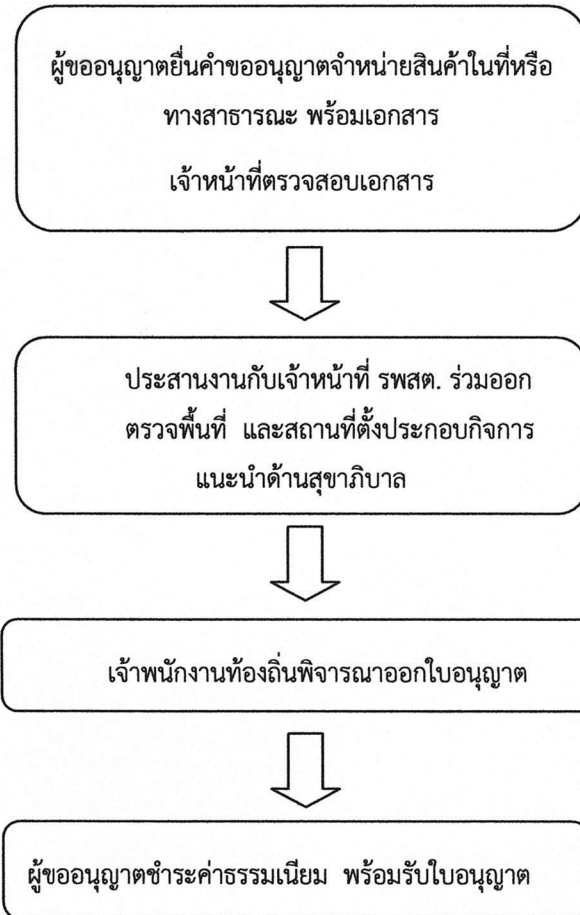 ผู้ขออนุญาตยื่นคำขออนุญาตจำหน่ายสินค้าในที่หรือ
ทางสาธารณะ พร้อมเอกสาร
เจ้าหน้าที่ตรวจสอบเอกสาร
ประสานงานกับเจ้าหน้าที่ รพสต. ร่วมออก
ตรวจพื้นที่ และสถานที่ตั้งประกอบกิจการ
แนะนำด้านสุขาภิบาล
เจ้าพนักงานท้องถิ่นพิจารณาออกใบอนุญาต
ผู้ขออนุญาตชำระค่าธรรมเนียม พร้อมรับใบอนุญาต